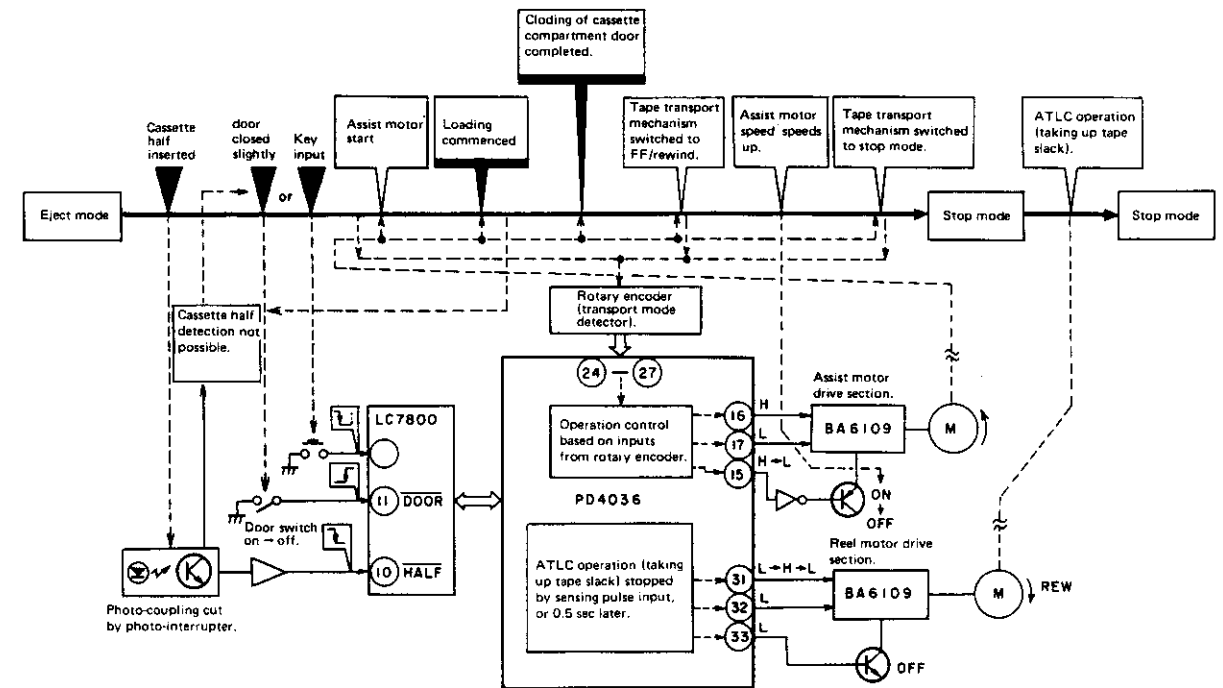 Cloding of cassette
compartment door
completed.
Cassette
half
inserted
door
closed
slightly
or
Key
input
Assist motor
start
Loading
commenced
Tape transport
mechanism
switched to
FF/rewind.
Assist motor
speed speeds
up.
Tape transport
mechanism switched
to stop mode.
ATLC operation
(taking up tape
slack).
Eject mode
Stop mode
Stop mode
Rotary encoder
(transport mode
detector).
Cassette half
detection not
possible.
24 — 27
Operation control
based on inputs
from rotary encoder.
16
H
17
L
15
H→L
Assist motor
drive section.
BA6109
M
ON
↓
OFF
LC7800
11
DOOR
Door switch
on → off.
10
HALF
Photo-coupling cut
by photo-interrupter.
PD4036
ATLC operation (taking
up tape slack) stopped
by sensing pulse input,
or 0.5 sec later.
31
L→H→L
32
L
33
L
Reel motor drive
section.
BA6109
M
REW
OFF